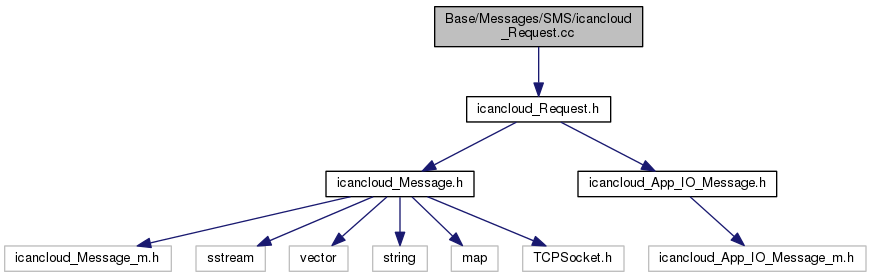 Base/Messages/SMS/icancloud
_Request.cc
icancloud_Request.h
icancloud_Message.h
icancloud_App_IO_Message.h
icancloud_Message_m.h
sstream
vector
string
map
TCPSocket.h
icancloud_App_IO_Message_m.h